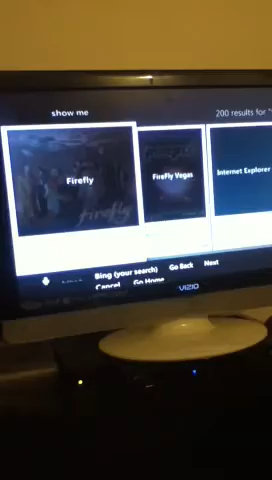 show me
200 results for "
Firefly
FireFly Vegas
Internet Explorer
firefly
Bing (your search) Go Back Next
Cancel Go Home
VIZIO